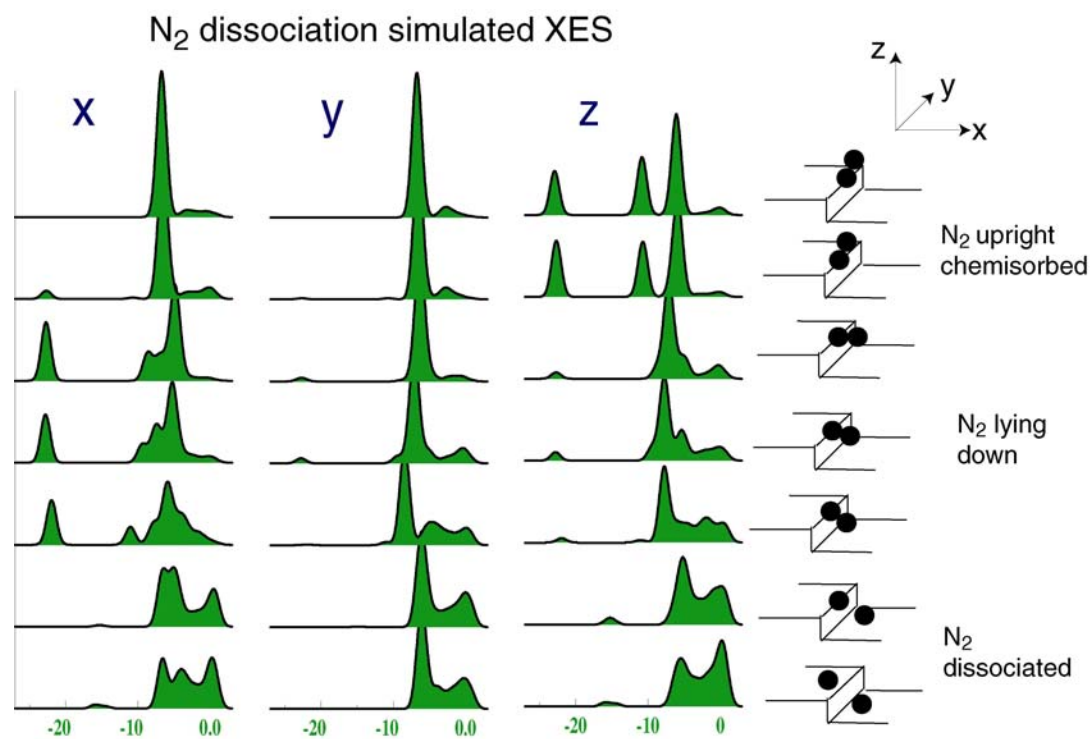 N₂ dissociation simulated XES
x
y
z
z
y
x
N₂ upright
chemisorbed
N₂ lying
down
N₂
dissociated
-20 -10 0.0
-20 -10 0.0
-20 -10 0